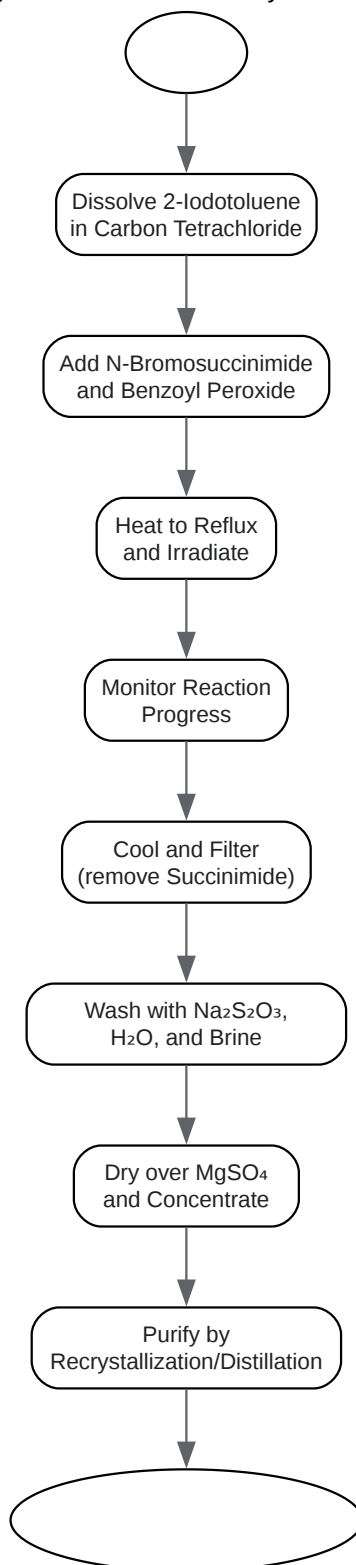 Dissolve 2-Iodotoluene
in Carbon Tetrachloride
Add N-Bromosuccinimide
and Benzoyl Peroxide
Heat to Reflux
and Irradiate
Monitor Reaction
Progress
Cool and Filter
(remove Succinimide)
Wash with Na₂S₂O₃,
H₂O, and Brine
Dry over MgSO₄
and Concentrate
Purify by
Recrystallization/Distillation